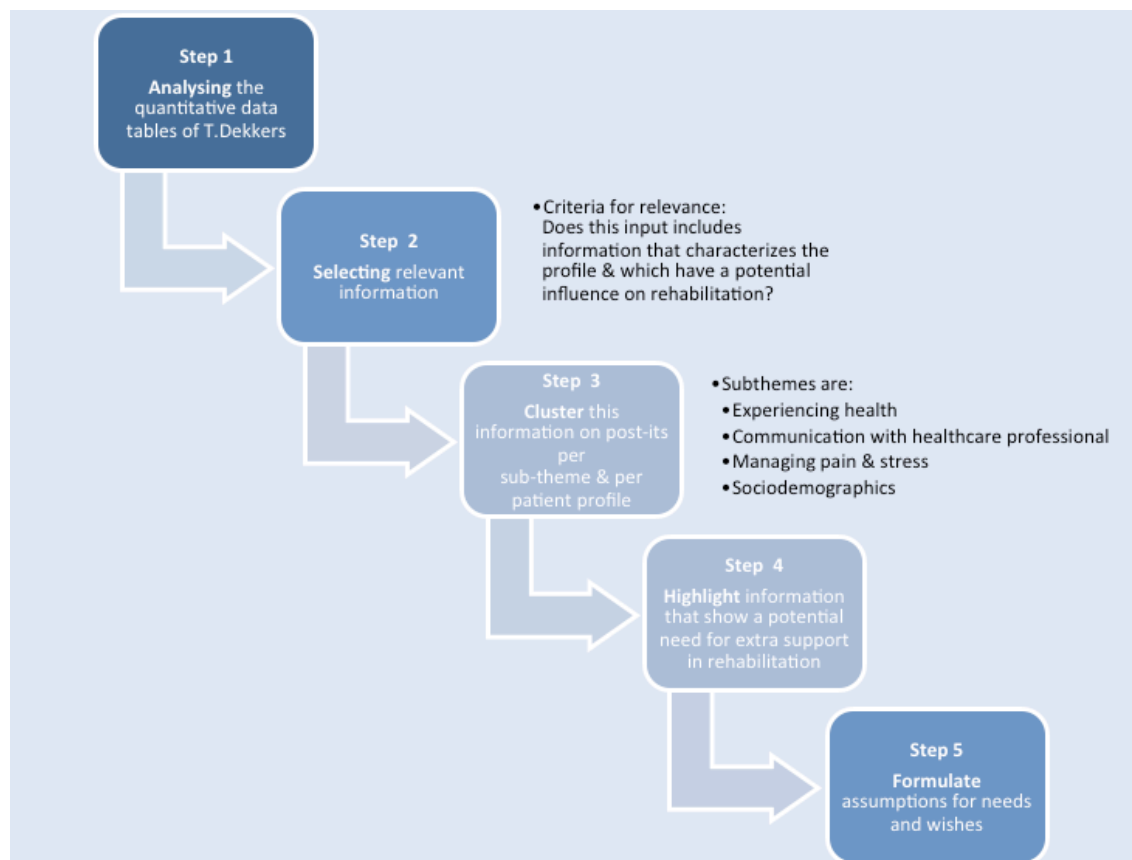 Step 1
Analysing the
quantitative data
tables of T.Dekkers
Step 2
Selecting relevant
information
•Criteria for relevance:
Does this input includes
information that characterizes the
profile & which have a potential
influence on rehabilitation?
Step 3
Cluster this
information on post-its
per
sub-theme & per
patient profile
•Subthemes are:
•Experiencing health
•Communication with healthcare professional
•Managing pain & stress
•Sociodemographics
Step 4
Highlight information
that show a potential
need for extra support
in rehabilitation
Step 5
Formulate
assumptions for needs
and wishes